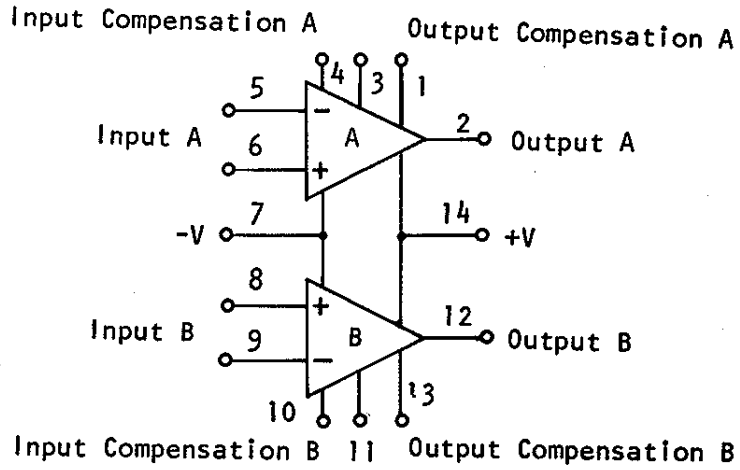 Input Compensation A
Output Compensation A
4 3 1
5
Input A
6
- A +
2 Output A
7
-V
14
+V
8
Input B
9
+ B -
12
Output B
10 11 13
Input Compensation B
Output Compensation B